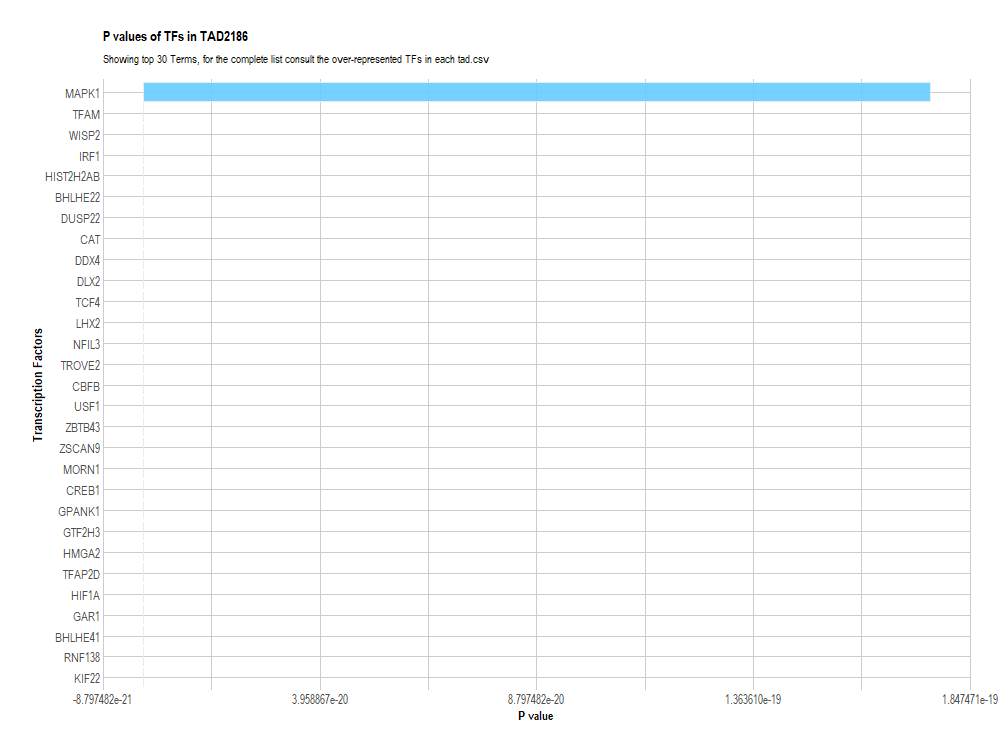 P values of TFs in TAD2186
Showing top 30 Terms, for the complete list consult the over-represented TFs in each tad.csv
MAPK1
TFAM
WISP2
IRF1
HIST2H2AB
BHLHE22
DUSP22
CAT
DDX4
DLX2
TCF4
LHX2
NFIL3
TROVE2
CBFB
USF1
ZBTB43
ZSCAN9
MORN1
CREB1
GPANK1
GTF2H3
HMGA2
TFAP2D
HIF1A
GAR1
BHLHE41
RNF138
KIF22
Transcription Factors
-8.797482e-21 3.958867e-20 8.797482e-20 1.363610e-19 1.847471e-19
P value